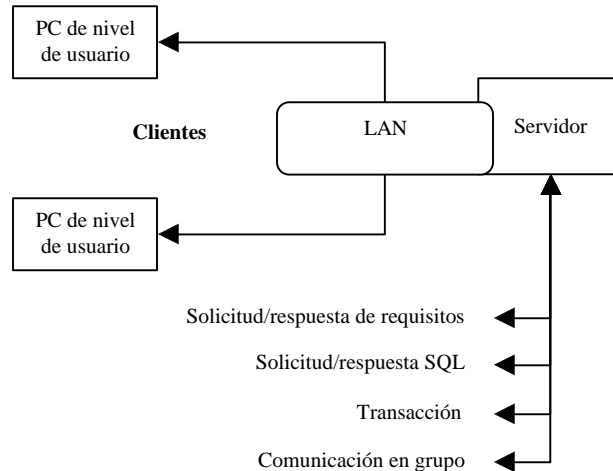 PC de nivel
de usuario
Clientes
LAN
Servidor
PC de nivel
de usuario
Solicitud/respuesta de requisitos
Solicitud/respuesta SQL
Transacción
Comunicación en grupo